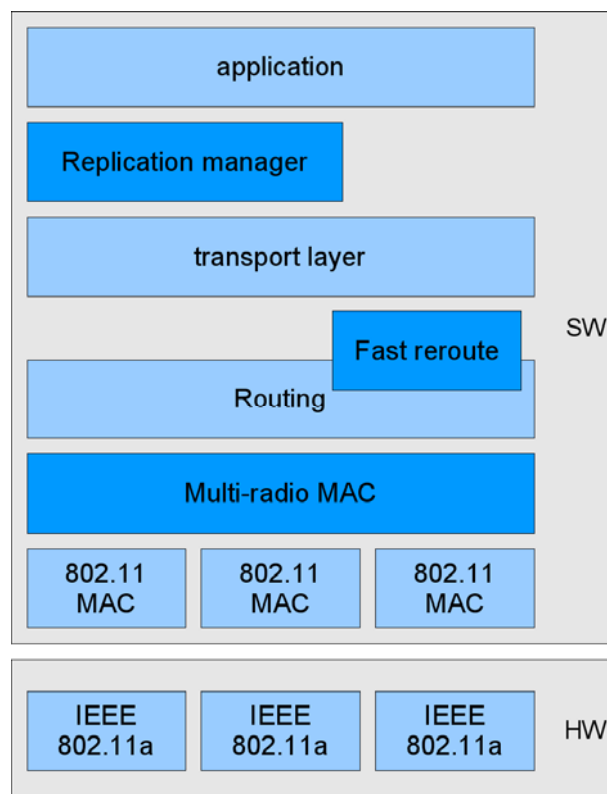 application
Replication manager
transport layer
SW
Fast reroute
Routing
Multi-radio MAC
802.11
MAC
802.11
MAC
802.11
MAC
IEEE
802.11a
IEEE
802.11a
IEEE
802.11a
HW